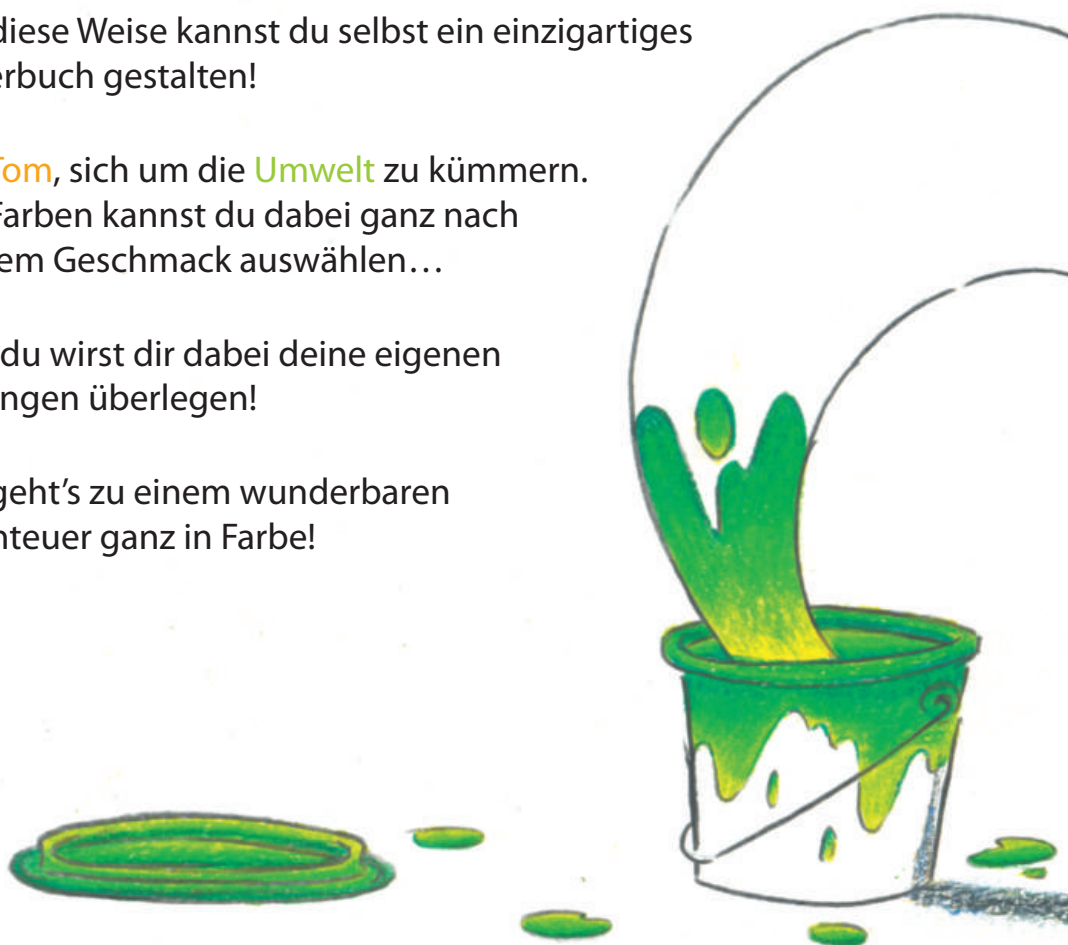 diese Weise kannst du selbst ein einzigartiges
erbuch gestalten!
Tom, sich um die Umwelt zu kümmern.
Farben kannst du dabei ganz nach
em Geschmack auswählen…
du wirst dir dabei deine eigenen
ngen überlegen!
geht’s zu einem wunderbaren
nteuer ganz in Farbe!